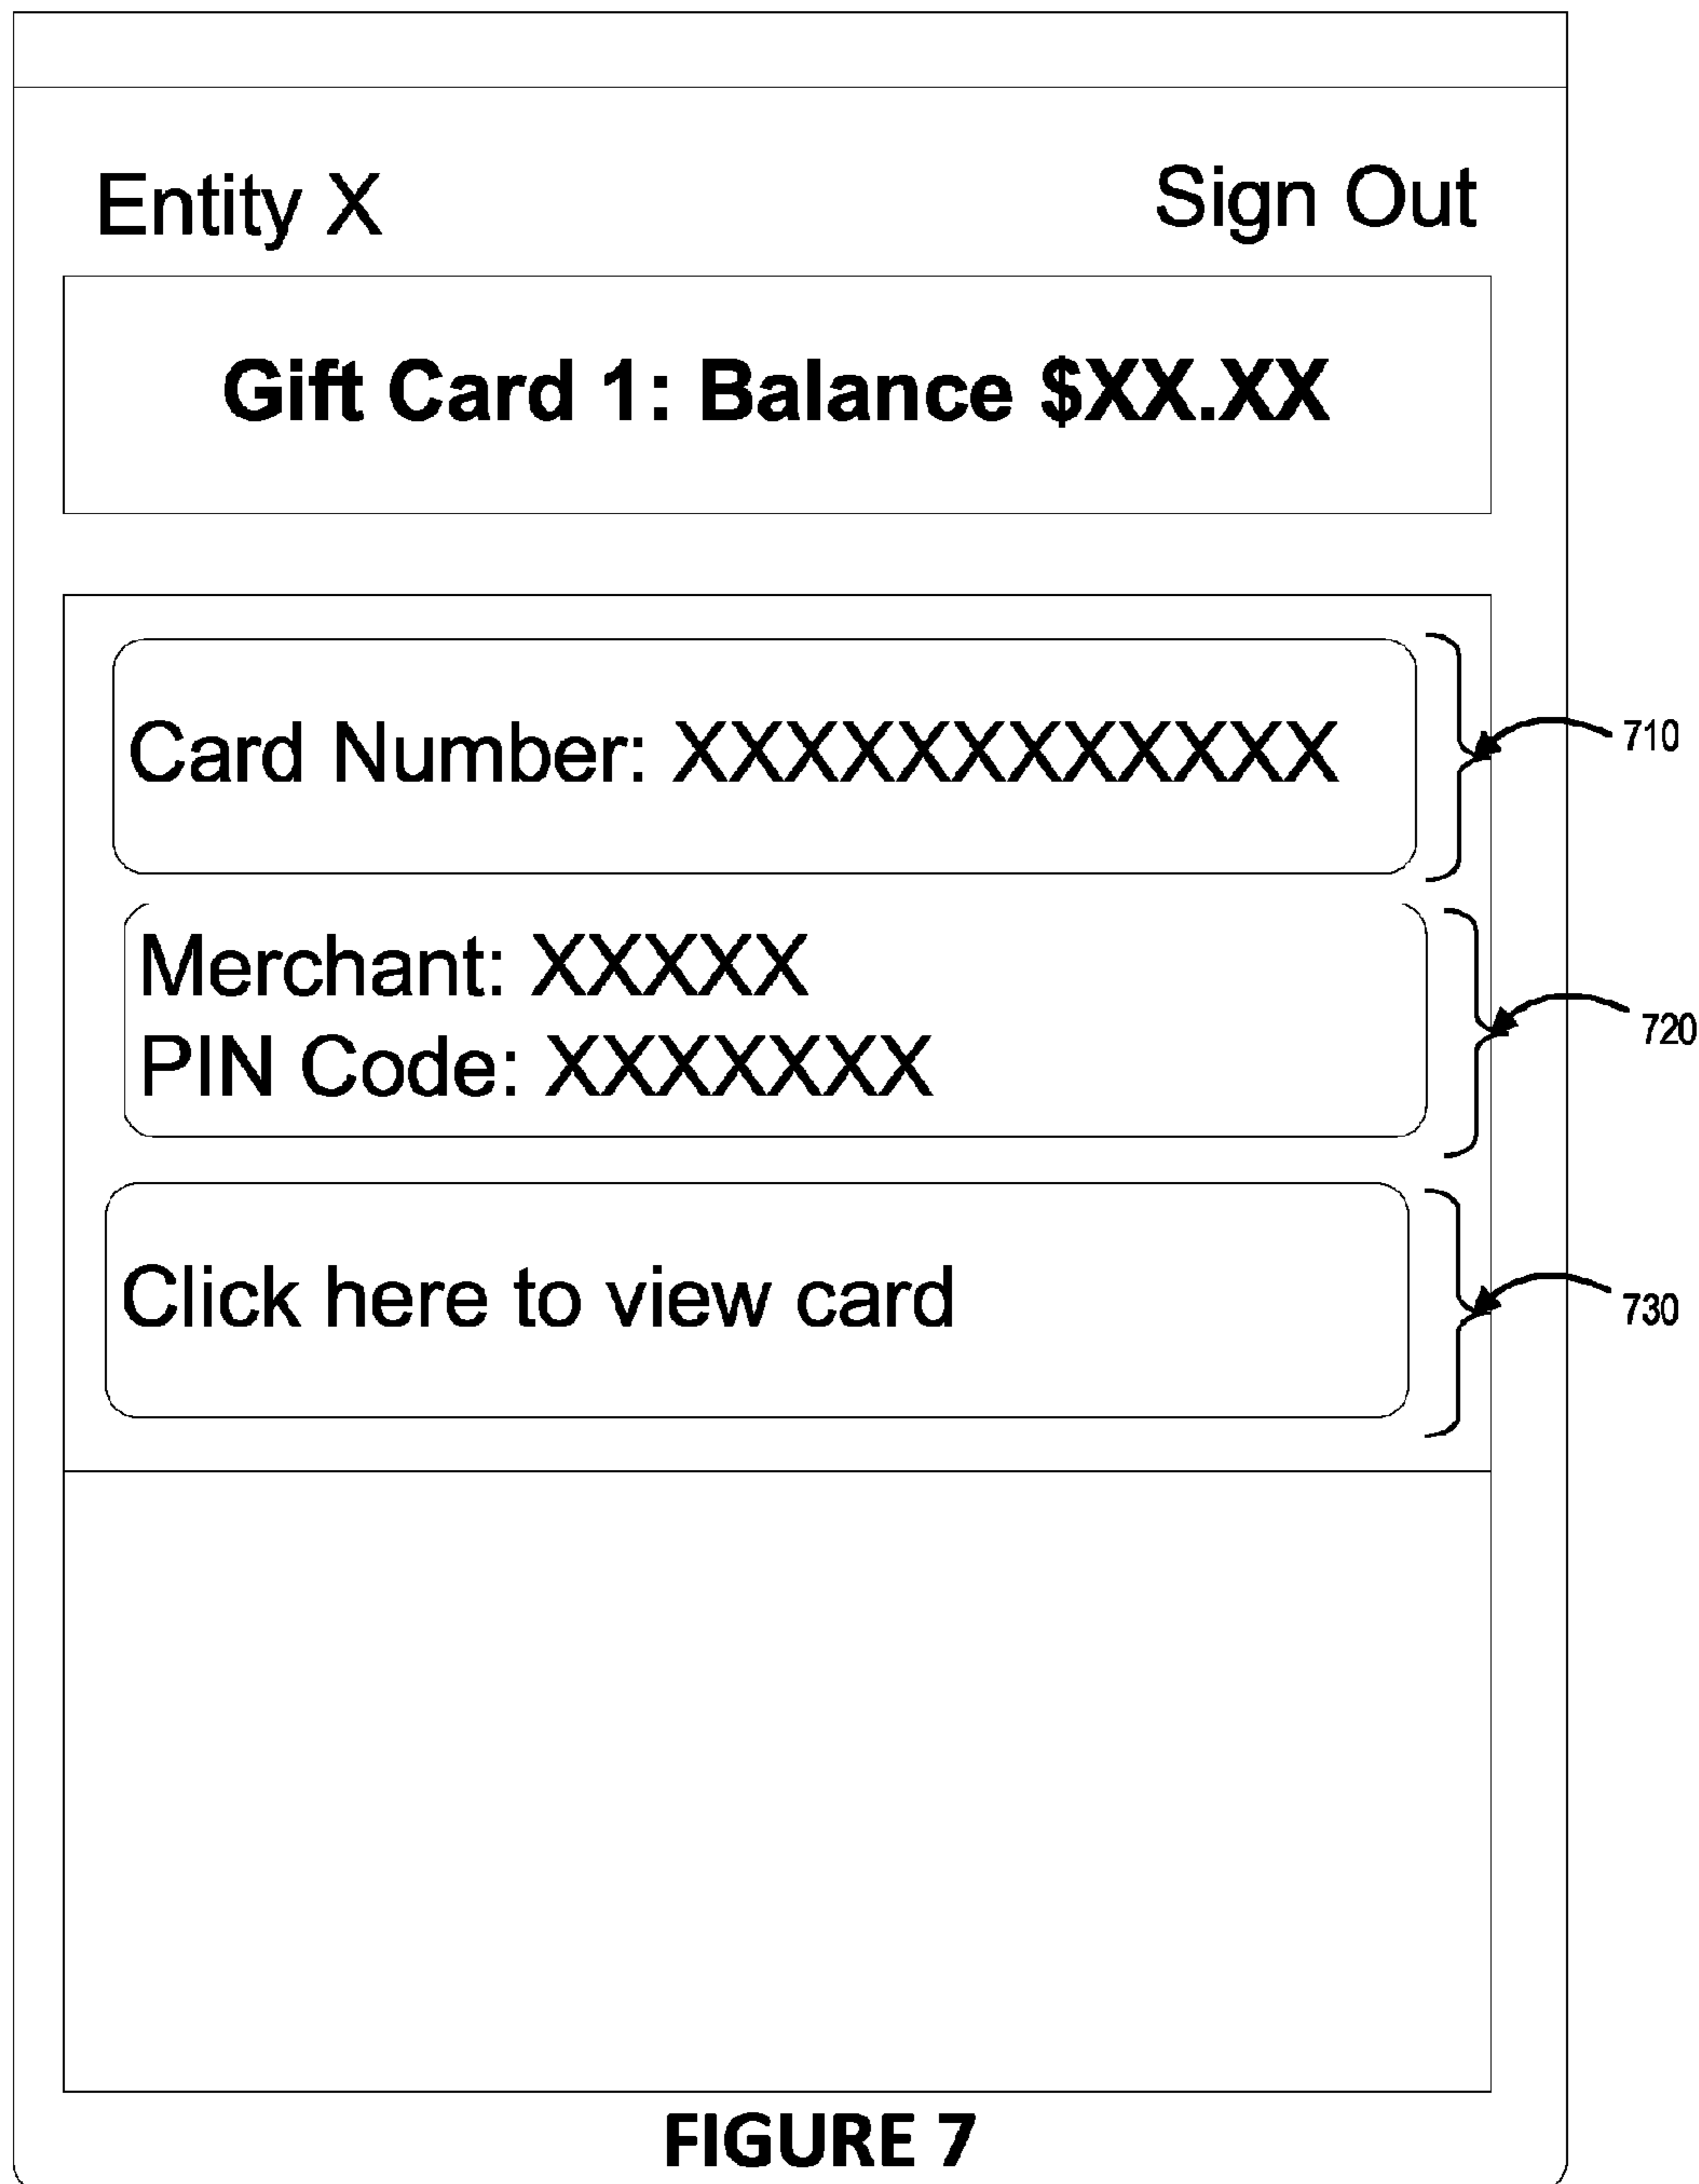 Entity X
Sign Out
Gift Card 1: Balance $XX.XX
Card Number: XXXXXXXXXXXX
710
Merchant: XXXXX
PIN Code: XXXXXXX
720
Click here to view card
730
FIGURE 7